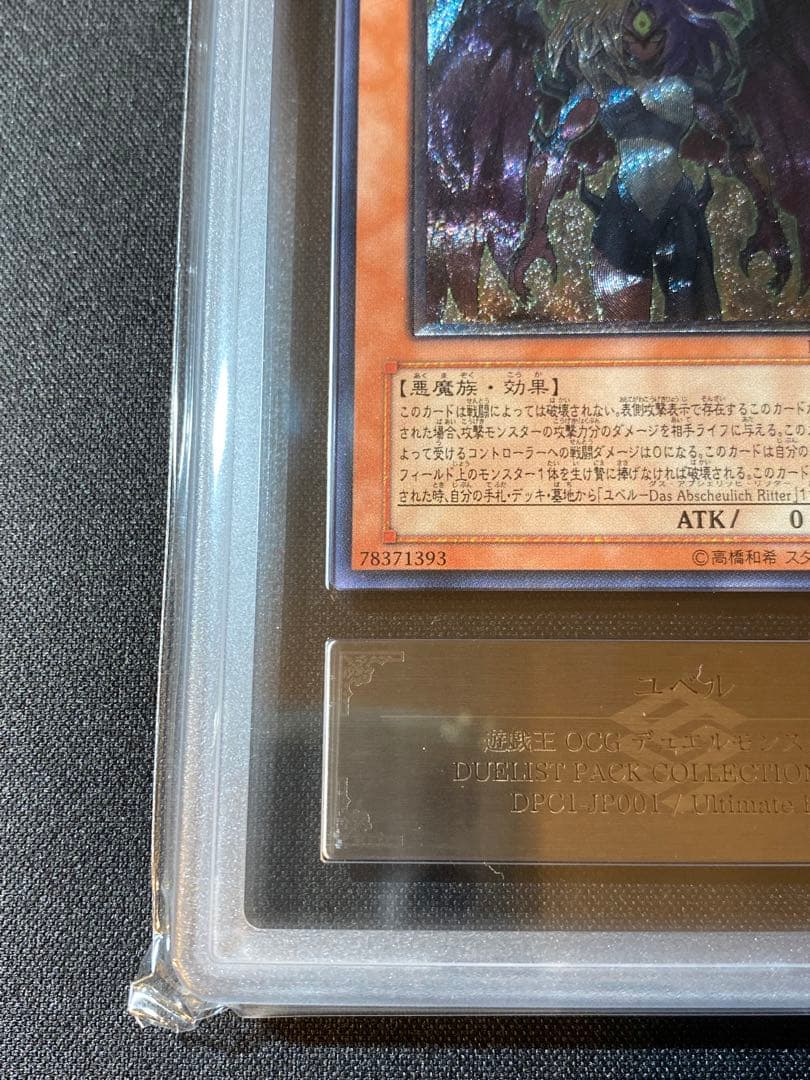 【悪魔族・効果】
このカードは戦闘によっては破壊されない。表側攻撃表示で存在するこのカードが
された場合、攻撃モンスターの攻撃力分のダメージを相手ライフに与える。この
よって受けるコントローラーへの戦闘ダメージは0になる。このカードは自分の
フィールド上のモンスター1体を生け贄に捧げなければ破壊される。このカード
された時、自分の手札・デッキ・墓地から「ユベル-Das Abscheulich Ritter」1
ATK/ 0
78371393
©高橋和希 スタ
ユベル
遊戯王 OCG デュエルモンス
DUELIST PACK COLLECTION
DPC1-JP001 / Ultimate